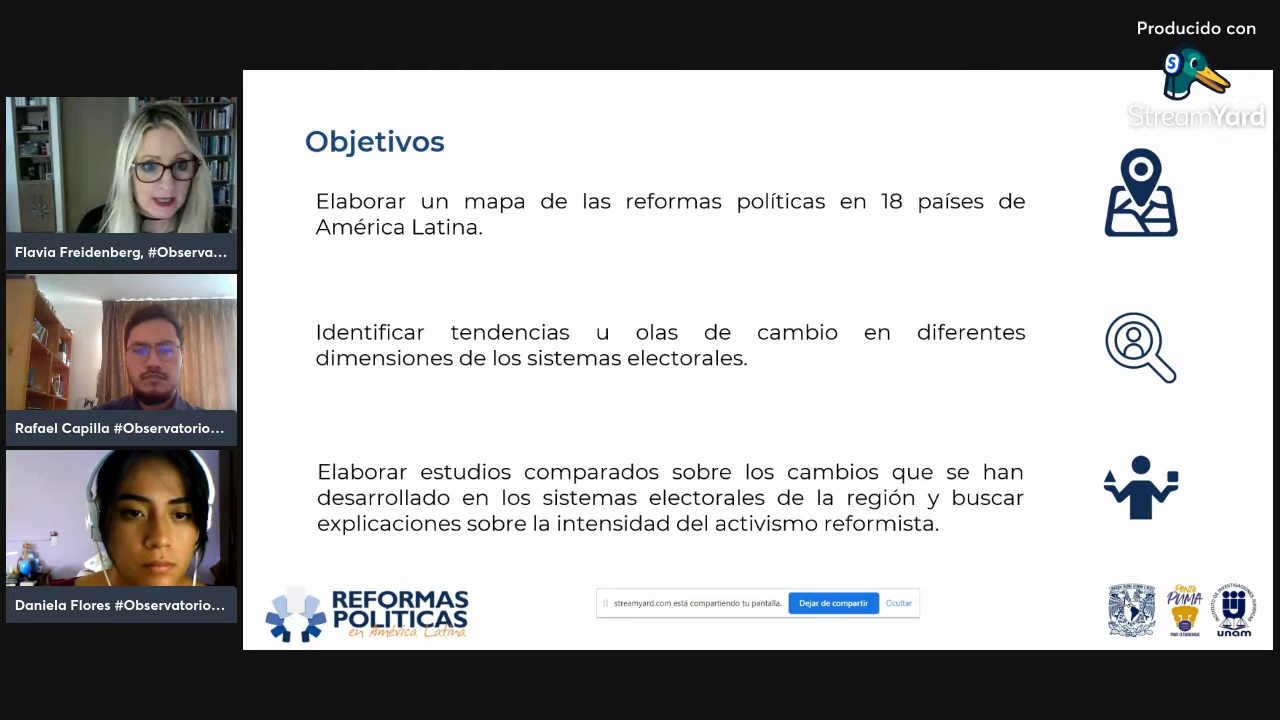 Producido con
StreamYard
Flavia Freidenberg, #Observa...
Rafael Capilla #Observatorio...
Daniela Flores #Observatorio...
Objetivos
Elaborar un mapa de las reformas políticas en 18 países de
América Latina.
Identificar tendencias u olas de cambio en diferentes
dimensiones de los sistemas electorales.
Elaborar estudios comparados sobre los cambios que se han
desarrollado en los sistemas electorales de la región y buscar
explicaciones sobre la intensidad del activismo reformista.
REFORMAS
POLITICAS
en América Latina
streamyard.com está compartiendo tu pantalla.
Dejar de compartir
Ocultar
PONTE
PUMA
unam